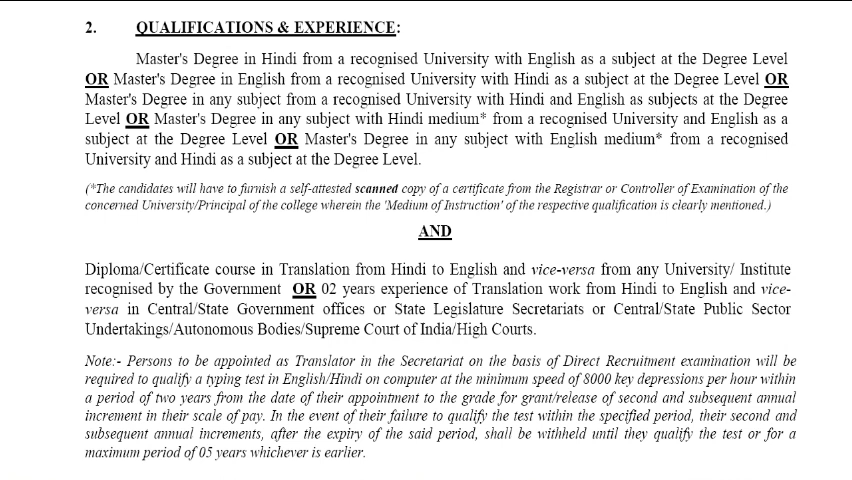 2. QUALIFICATIONS & EXPERIENCE:
Master's Degree in Hindi from a recognised University with English as a subject at the Degree Level
OR Master's Degree in English from a recognised University with Hindi as a subject at the Degree Level OR
Master's Degree in any subject from a recognised University with Hindi and English as subjects at the Degree
Level OR Master's Degree in any subject with Hindi medium* from a recognised University and English as a
subject at the Degree Level OR Master's Degree in any subject with English medium* from a recognised
University and Hindi as a subject at the Degree Level.
(*The candidates will have to furnish a self-attested scanned copy of a certificate from the Registrar or Controller of Examination of the
concerned University/Principal of the college wherein the 'Medium of Instruction' of the respective qualification is clearly mentioned.)
AND
Diploma/Certificate course in Translation from Hindi to English and vice-versa from any University/ Institute
recognised by the Government OR 02 years experience of Translation work from Hindi to English and vice-
versa in Central/State Government offices or State Legislature Secretariats or Central/State Public Sector
Undertakings/Autonomous Bodies/Supreme Court of India/High Courts.
Note:- Persons to be appointed as Translator in the Secretariat on the basis of Direct Recruitment examination will be
required to qualify a typing test in English/Hindi on computer at the minimum speed of 8000 key depressions per hour within
a period of two years from the date of their appointment to the grade for grant/release of second and subsequent annual
increment in their scale of pay. In the event of their failure to qualify the test within the specified period, their second and
subsequent annual increments, after the expiry of the said period, shall be withheld until they qualify the test or for a
maximum period of 05 years whichever is earlier.